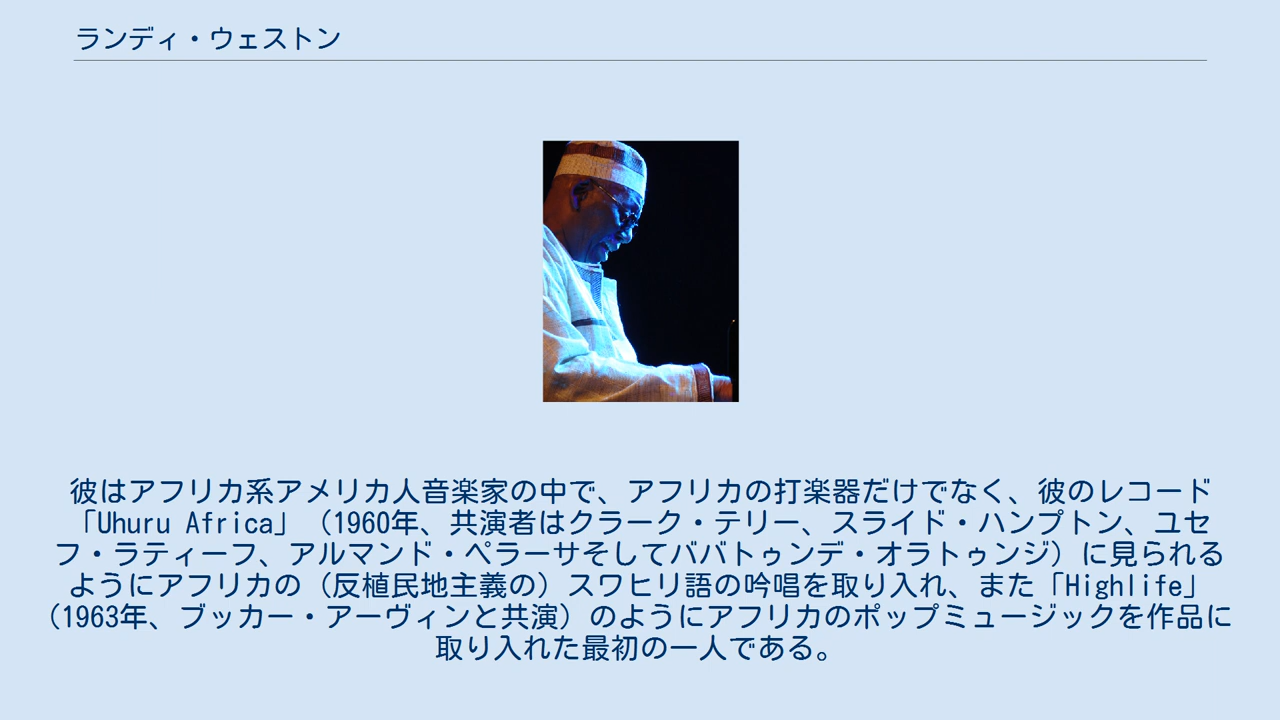 ランディ・ウェストン
彼はアフリカ系アメリカ人音楽家の中で、アフリカの打楽器だけでなく、彼のレコード
「Uhuru Africa」（1960年、共演者はクラーク・テリー、スライド・ハンプトン、ユセ
フ・ラティーフ、アルマンド・ペラーサそしてババトゥンデ・オラトゥンジ）に見られる
ようにアフリカの（反植民地主義の）スワヒリ語の吟唱を取り入れ、また「Highlife」
（1963年、ブッカー・アーヴィンと共演）のようにアフリカのポップミュージックを作品に
取り入れた最初の一人である。